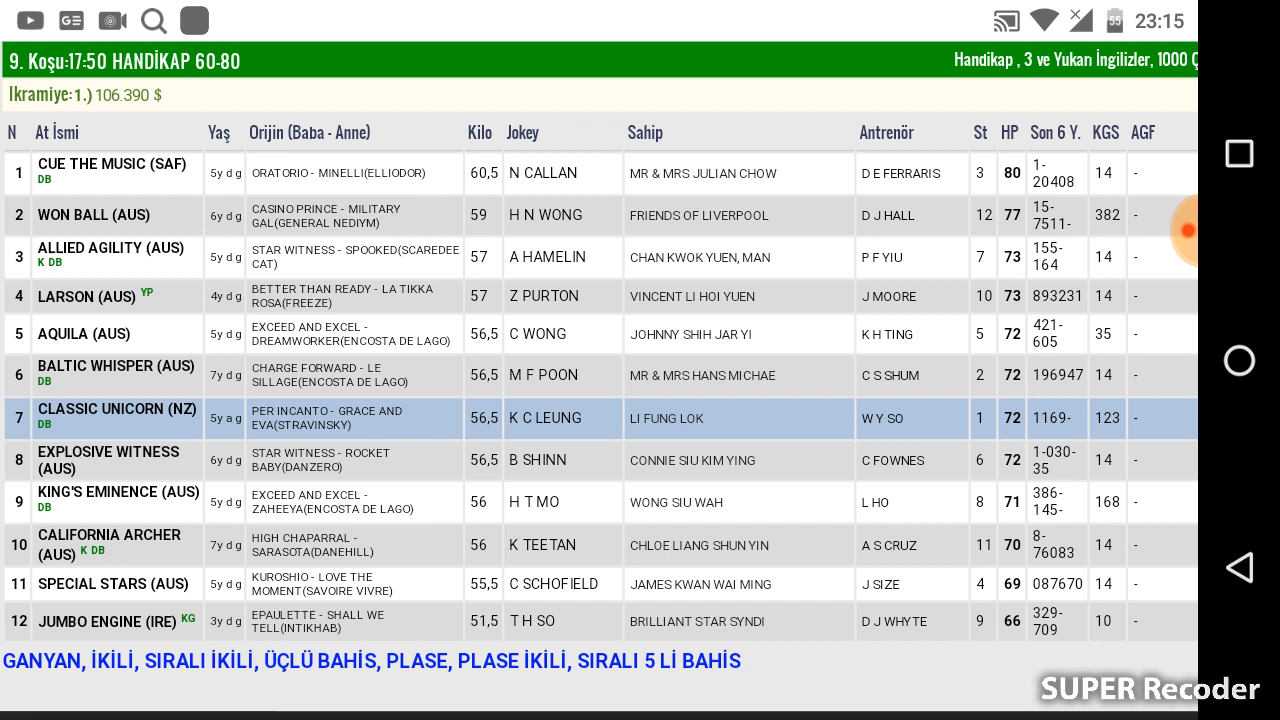 55 23:15
9. Koşu:17:50 HANDİKAP 60-80 Handikap , 3 ve Yukarı İngilizler, 1000 Ç
Ikramiye:1.) 106.390 $
N At İsmi Yaş Orijin (Baba - Anne) Kilo Jokey Sahip Antrenör St HP Son 6 Y. KGS AGF
1 CUE THE MUSIC (SAF) DB 5y d g ORATORIO - MINELLI(ELLIODOR) 60,5 N CALLAN MR & MRS JULIAN CHOW D E FERRARIS 3 80 1-20408 14 -
2 WON BALL (AUS) 6y d g CASINO PRINCE - MILITARY GAL(GENERAL NEDIYM) 59 H N WONG FRIENDS OF LIVERPOOL D J HALL 12 77 15-7511- 382 -
3 ALLIED AGILITY (AUS) K DB 5y d g STAR WITNESS - SPOOKED(SCAREDEE CAT) 57 A HAMELIN CHAN KWOK YUEN, MAN P F YIU 7 73 155-164 14 -
4 LARSON (AUS) YP 4y d g BETTER THAN READY - LA TIKKA ROSA(FREEZE) 57 Z PURTON VINCENT LI HOI YUEN J MOORE 10 73 893231 14 -
5 AQUILA (AUS) 5y d g EXCEED AND EXCEL - DREAMWORKER(ENCOSTA DE LAGO) 56,5 C WONG JOHNNY SHIH JAR YI K H TING 5 72 421-605 35 -
6 BALTIC WHISPER (AUS) DB 7y d g CHARGE FORWARD - LE SILLAGE(ENCOSTA DE LAGO) 56,5 M F POON MR & MRS HANS MICHAE C S SHUM 2 72 196947 14 -
7 CLASSIC UNICORN (NZ) DB 5y a g PER INCANTO - GRACE AND EVA(STRAVINSKY) 56,5 K C LEUNG LI FUNG LOK W Y SO 1 72 1169- 123 -
8 EXPLOSIVE WITNESS (AUS) 6y d g STAR WITNESS - ROCKET BABY(DANZERO) 56,5 B SHINN CONNIE SIU KIM YING C FOWNES 6 72 1-030-35 14 -
9 KING'S EMINENCE (AUS) DB 5y d g EXCEED AND EXCEL - ZAHEEYA(ENCOSTA DE LAGO) 56 H T MO WONG SIU WAH L HO 8 71 386-145- 168 -
10 CALIFORNIA ARCHER (AUS) K DB 7y d g HIGH CHAPARRAL - SARASOTA(DANEHILL) 56 K TEETAN CHLOE LIANG SHUN YIN A S CRUZ 11 70 8-76083 14 -
11 SPECIAL STARS (AUS) 5y d g KUROSHIO - LOVE THE MOMENT(SAVOIRE VIVRE) 55,5 C SCHOFIELD JAMES KWAN WAI MING J SIZE 4 69 087670 14 -
12 JUMBO ENGINE (IRE) KG 3y d g EPAULETTE - SHALL WE TELL(INTIKHAB) 51,5 T H SO BRILLIANT STAR SYNDI D J WHYTE 9 66 329-709 10 -
GANYAN, İKİLİ, SIRALI İKİLİ, ÜÇLÜ BAHİS, PLASE, PLASE İKİLİ, SIRALI 5 Lİ BAHİS
SUPER Recoder